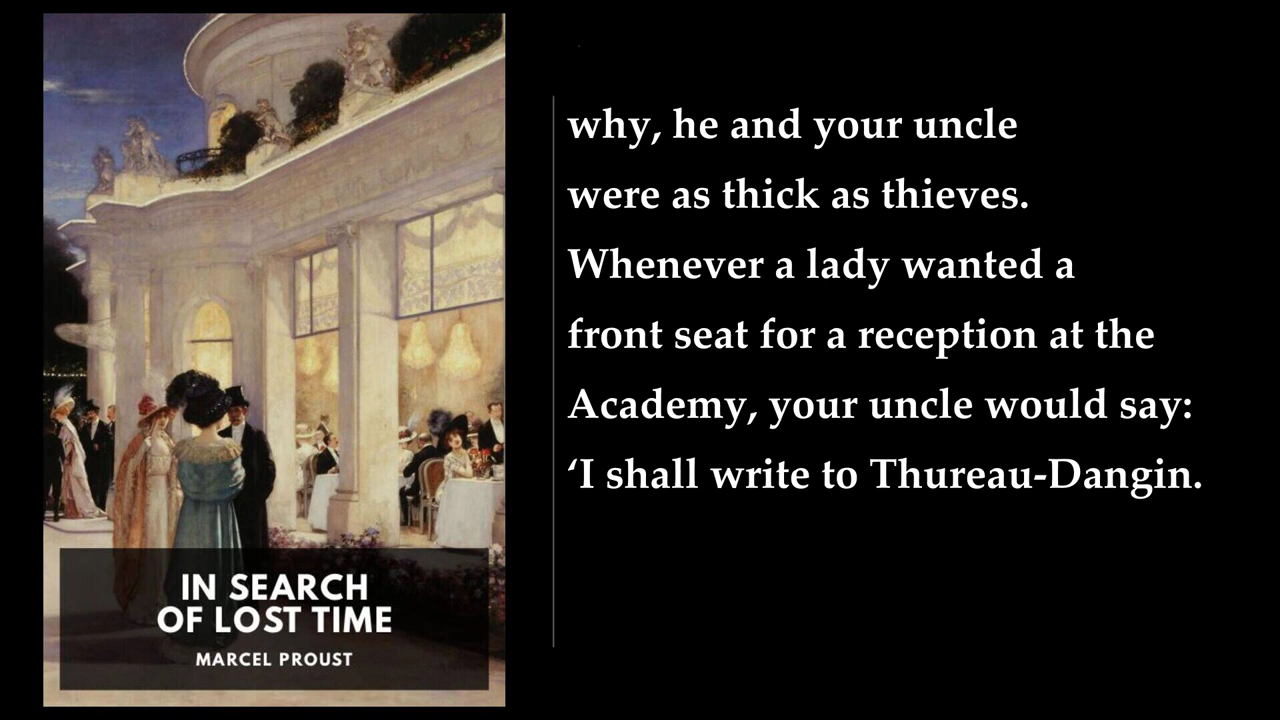 why, he and your uncle
were as thick as thieves.
Whenever a lady wanted a
front seat for a reception at the
Academy, your uncle would say:
‘I shall write to Thureau-Dangin.
IN SEARCH
OF LOST TIME
MARCEL PROUST